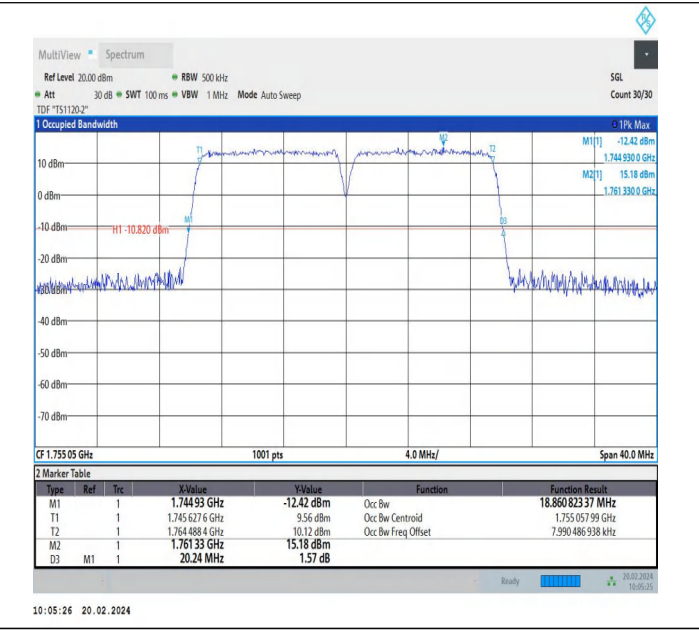 R&S
MultiView Spectrum
Ref Level 20.00 dBm RBW 500 kHz SGL
Att 30 dB SWT 100 ms VBW 1 MHz Mode Auto Sweep Count 30/30
TDF "TS1120-2"
1 Occupied Bandwidth 1Pk Max
M1[1] -12.42 dBm
1.744 930 0 GHz
M2[1] 15.18 dBm
1.761 330 0 GHz
M2
T1
T2
10 dBm
0 dBm
M1
D3
-10 dBm
H1 -10.820 dBm
-20 dBm
-30 dBm
-40 dBm
-50 dBm
-60 dBm
-70 dBm
CF 1.755 05 GHz 1001 pts 4.0 MHz/ Span 40.0 MHz
2 Marker Table
Type Ref Trc X-Value Y-Value Function Function Result
M1 1 1.744 93 GHz -12.42 dBm Occ Bw 18.860 823 37 MHz
T1 1 1.745 627 6 GHz 9.56 dBm Occ Bw Centroid 1.755 057 99 GHz
T2 1 1.764 488 4 GHz 10.12 dBm Occ Bw Freq Offset 7.990 486 938 kHz
M2 1 1.761 33 GHz 15.18 dBm
D3 M1 1 20.24 MHz 1.57 dB
Ready 20.02.2024
10:05:25
10:05:26 20.02.2024